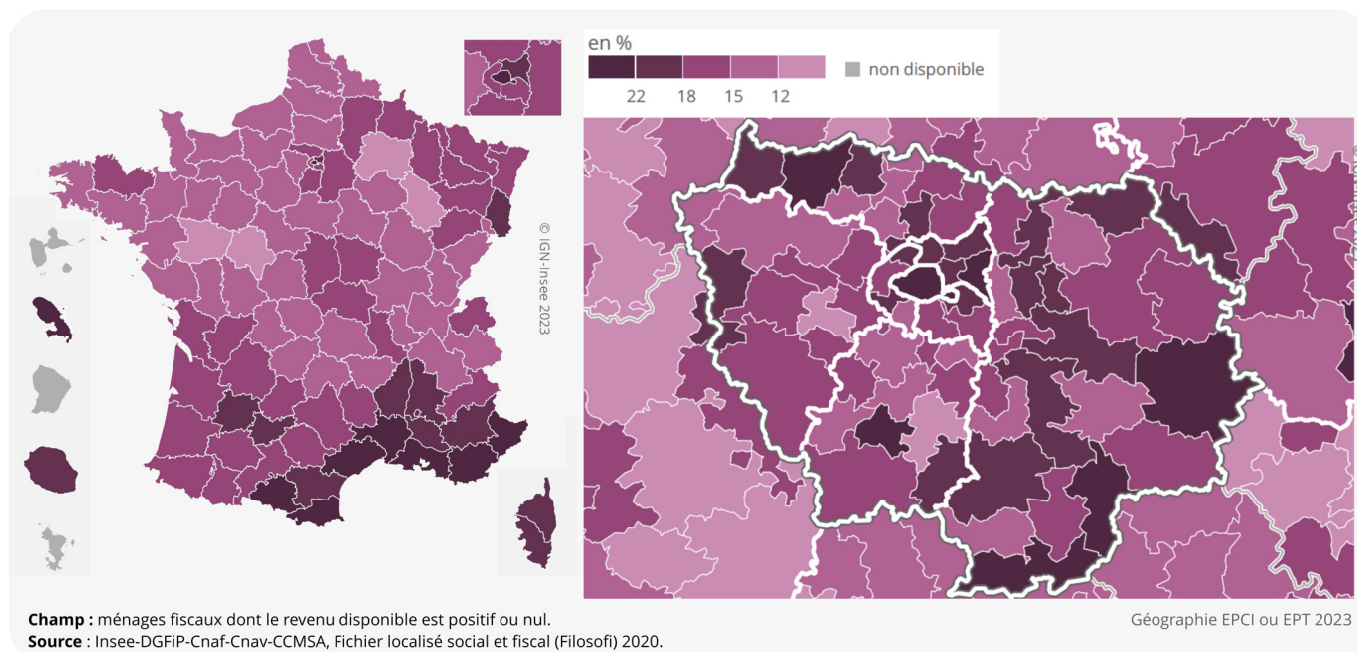 en %
non disponible
22 18 15 12
© IGN-Insee 2023
Champ : ménages fiscaux dont le revenu disponible est positif ou nul.
Géographie EPCI ou EPT 2023
Source : Insee-DGFiP-Cnaf-Cnav-CCMSA, Fichier localisé social et fiscal (Filosofi) 2020.